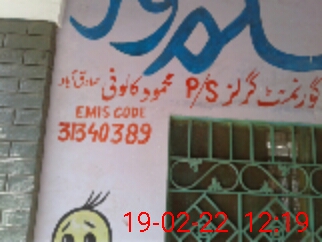 گورنمنٹ گرلز P/S محمود کالونی صادق آباد
EMIS CODE
31340389
19-02-22 12:19